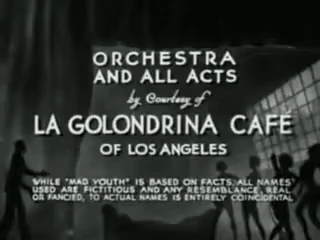 ORCHESTRA
AND ALL ACTS
by Courtesy of
LA GOLONDRINA CAFÉ
OF LOS ANGELES
WHILE "MAD YOUTH" IS BASED ON FACTS, ALL NAMES
USED ARE FICTITIOUS AND ANY RESEMBLANCE, REAL
OR FANCIED, TO ACTUAL NAMES IS ENTIRELY COINCIDENTAL